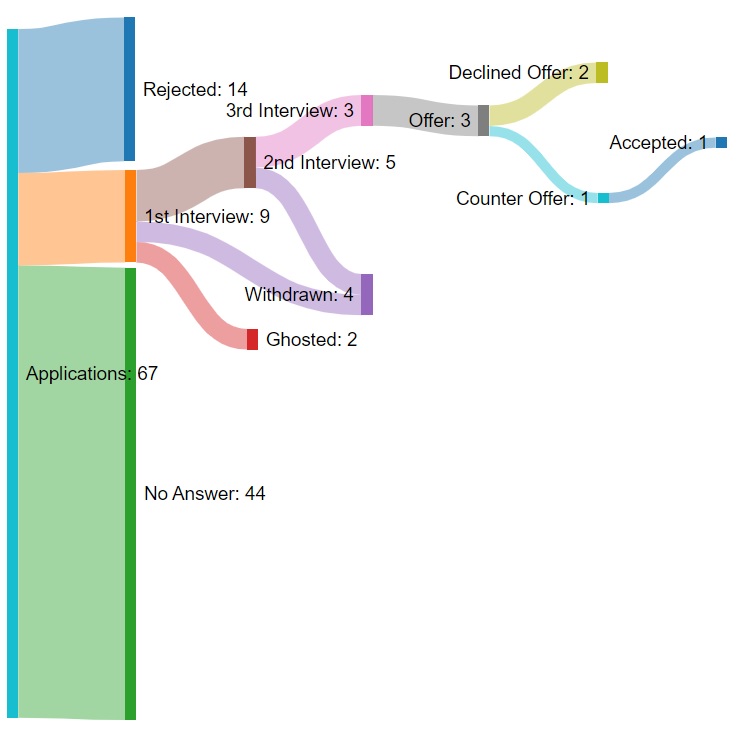 Declined Offer: 2
Rejected: 14
3rd Interview: 3
Offer: 3
Accepted: 1
2nd Interview: 5
Counter Offer: 1
1st Interview: 9
Withdrawn: 4
Ghosted: 2
Applications: 67
No Answer: 44